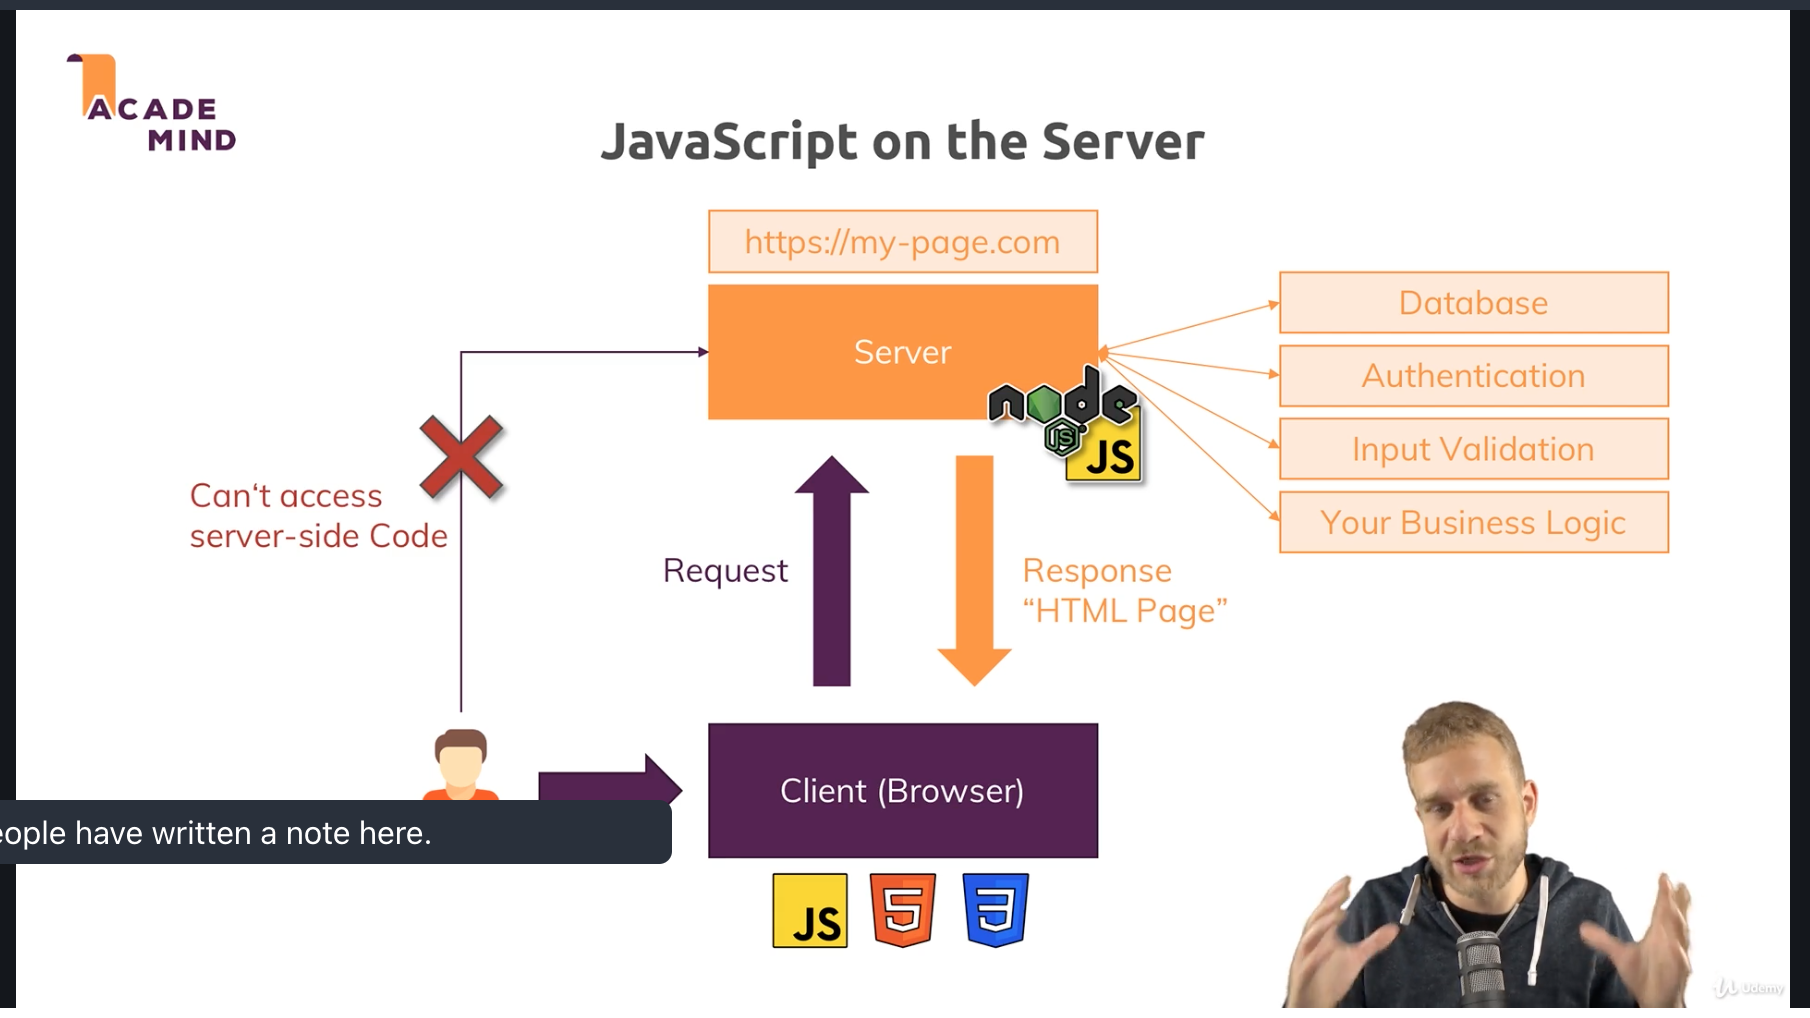 ACADE
MIND
JavaScript on the Server
https://my-page.com
Server
node
JS
JS
Database
Authentication
Input Validation
Your Business Logic
Can‘t access
server-side Code
Request
Response
“HTML Page”
Client (Browser)
eople have written a note here.
JS
5
3
Udemy